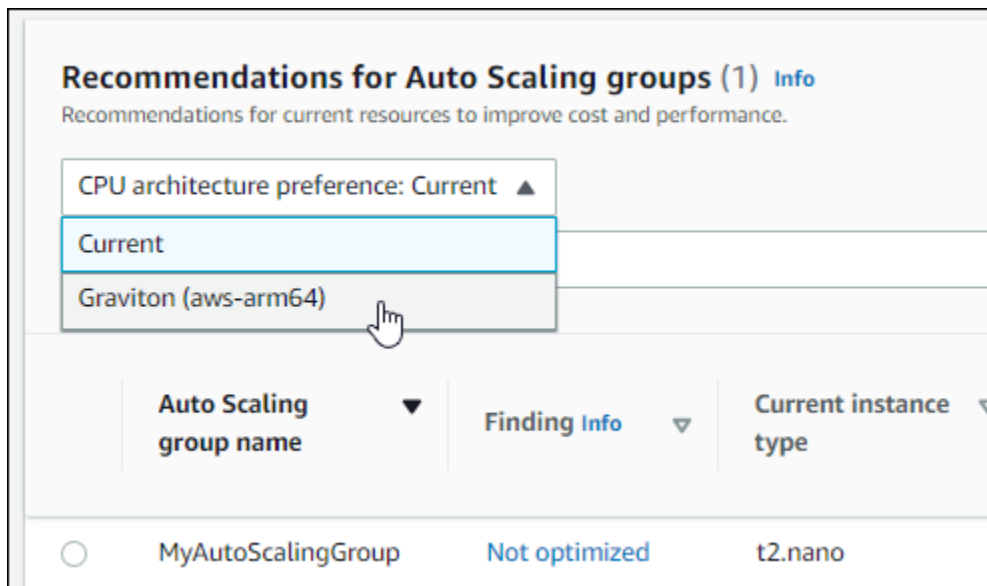 Recommendations for Auto Scaling groups (1) Info
Recommendations for current resources to improve cost and performance.
CPU architecture preference: Current
Current
Graviton (aws-arm64)
Auto Scaling group name
Finding Info
Current instance type
MyAutoScalingGroup
Not optimized
t2.nano